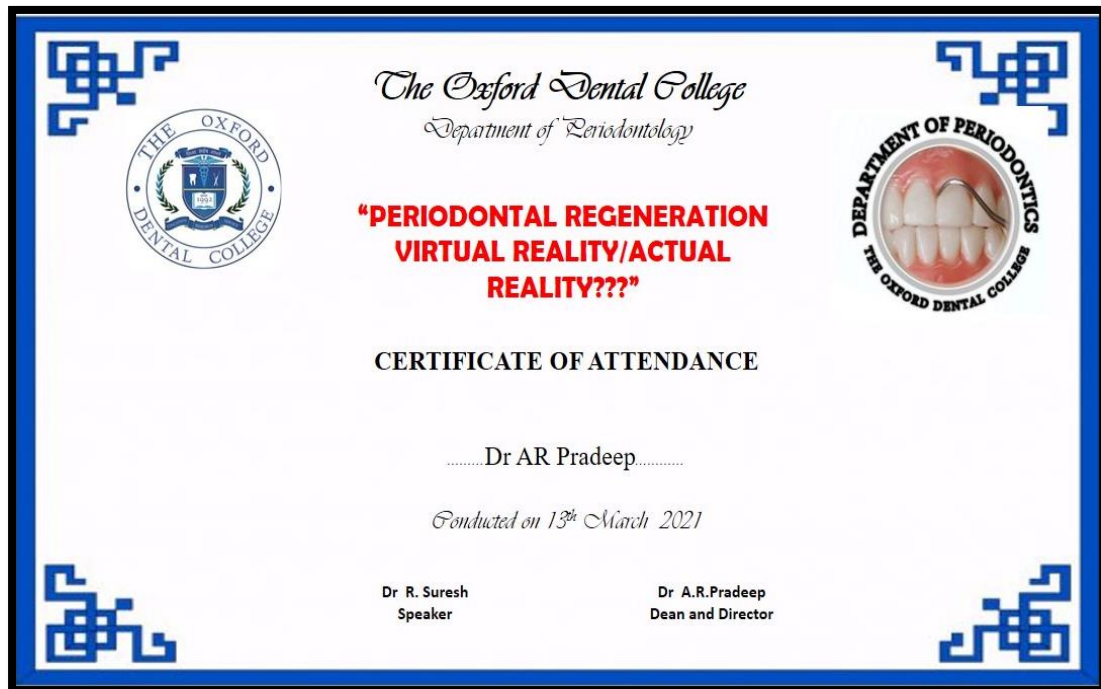 The Oxford Dental College
Department of Periodontology
THE OXFORD DENTAL COLLEGE
1992
DEPARTMENT OF PERIODONTICS
THE OXFORD DENTAL COLLEGE
“PERIODONTAL REGENERATION
VIRTUAL REALITY/ACTUAL
REALITY???”
CERTIFICATE OF ATTENDANCE
.........Dr AR Pradeep............
Conducted on 13th March 2021
Dr R. Suresh
Speaker
Dr A.R.Pradeep
Dean and Director